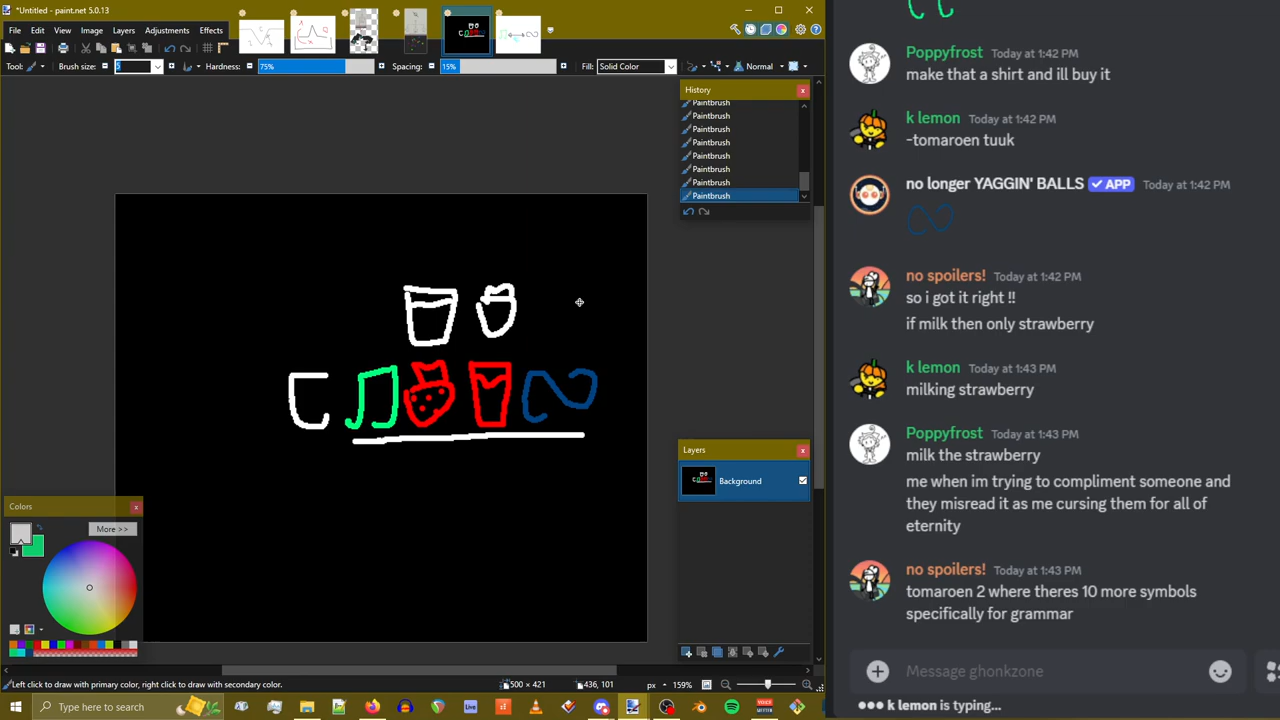 *Untitled - paint.net 5.0.13
File Edit View Image Layers Adjustments Effects
Tool: Brush size: 5 Hardness: 75% Spacing: 15% Fill: Solid Color Normal
History
Paintbrush
Paintbrush
Paintbrush
Paintbrush
Paintbrush
Paintbrush
Paintbrush
Paintbrush
Layers
Background
Colors
More >>
Left click to draw with primary color, right click to draw with secondary color.
500 × 421
436, 101
px
159%
Type here to search
Live
Poppyfrost Today at 1:42 PM
make that a shirt and ill buy it
k lemon Today at 1:42 PM
-tomaroen tuuk
no longer YAGGIN' BALLS APP Today at 1:42 PM
no spoilers! Today at 1:42 PM
so i got it right !!
if milk then only strawberry
k lemon Today at 1:43 PM
milking strawberry
Poppyfrost Today at 1:43 PM
milk the strawberry
me when im trying to compliment someone and
they misread it as me cursing them for all of
eternity
no spoilers! Today at 1:43 PM
tomaroen 2 where theres 10 more symbols
specifically for grammar
Message ghonkzone
k lemon is typing...